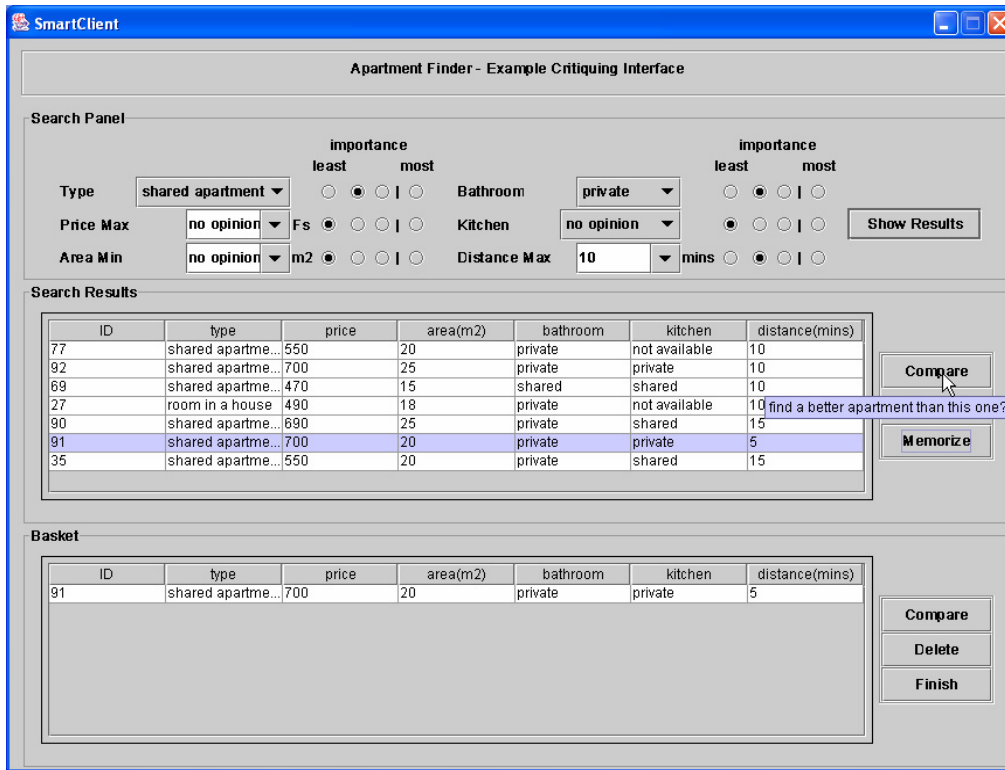 SmartClient
Apartment Finder - Example Critiquing Interface
Search Panel
importance importance
least most least most
Type shared apartment Bathroom private
Price Max no opinion Fs Kitchen no opinion Show Results
Area Min no opinion m2 Distance Max 10 mins
Search Results
ID type price area(m2) bathroom kitchen distance(mins)
77 shared apartme... 550 20 private not available 10
92 shared apartme... 700 25 private private 10
69 shared apartme... 470 15 shared shared 10 Compare
27 room in a house 490 18 private not available 10 find a better apartment than this one?
90 shared apartme... 690 25 private shared 15
91 shared apartme... 700 20 private private 5 Memorize
35 shared apartme... 550 20 private shared 15
Basket
ID type price area(m2) bathroom kitchen distance(mins)
91 shared apartme... 700 20 private private 5
Compare
Delete
Finish